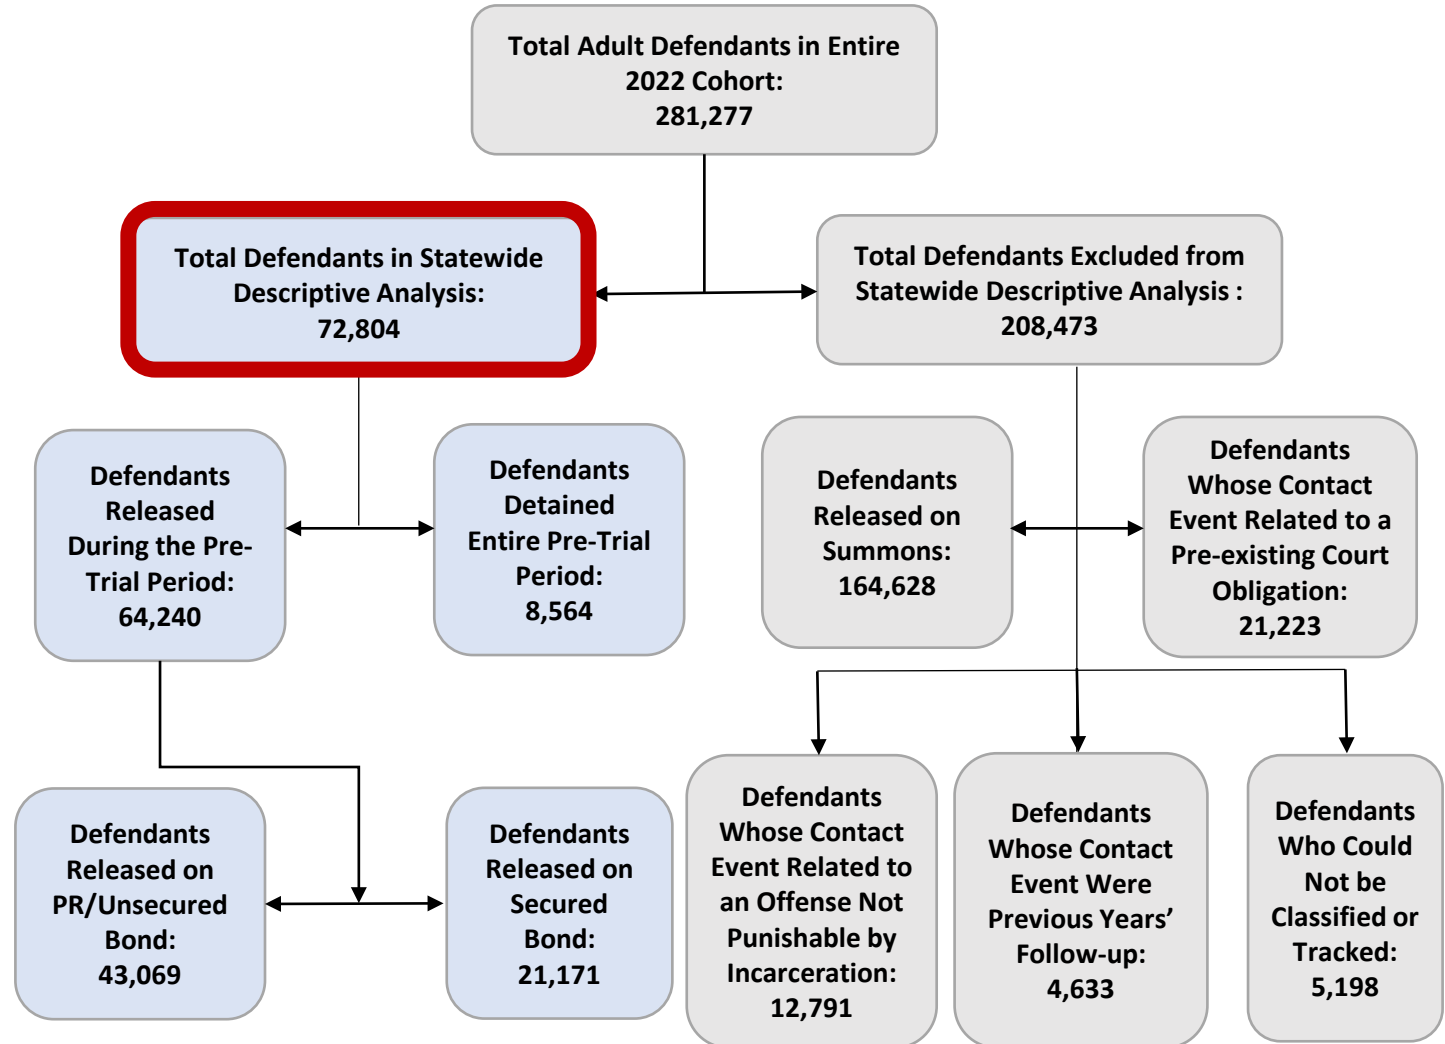 Total Adult Defendants in Entire
2022 Cohort:
281,277
Total Defendants in Statewide
Descriptive Analysis:
72,804
Total Defendants Excluded from
Statewide Descriptive Analysis :
208,473
Defendants
Released
During the Pre-
Trial Period:
64,240
Defendants
Detained
Entire Pre-Trial
Period:
8,564
Defendants
Released on
Summons:
164,628
Defendants
Whose Contact
Event Related to a
Pre-existing Court
Obligation:
21,223
Defendants
Released on
PR/Unsecured
Bond:
43,069
Defendants
Released on
Secured
Bond:
21,171
Defendants
Whose Contact
Event Related to
an Offense Not
Punishable by
Incarceration:
12,791
Defendants
Whose Contact
Event Were
Previous Years’
Follow-up:
4,633
Defendants
Who Could
Not be
Classified or
Tracked:
5,198